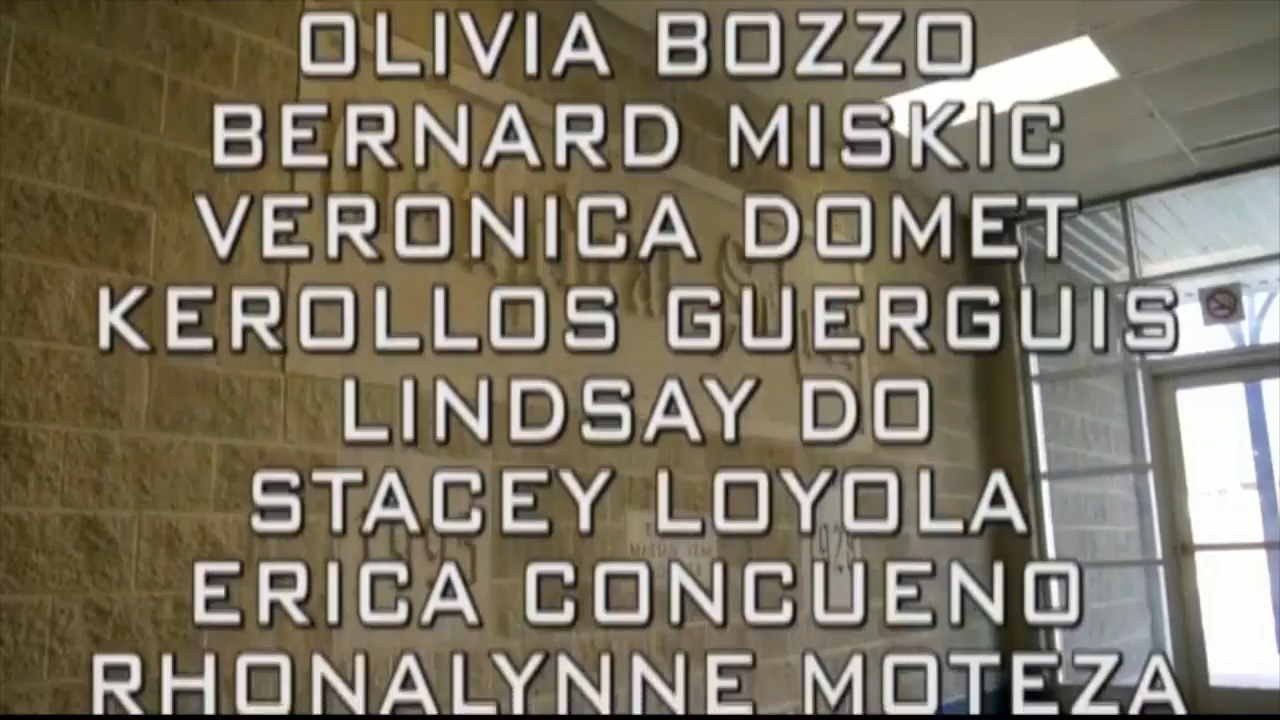 OLIVIA BOZZO
BERNARD MISKIC
VERONICA DOMET
KEROLLOS GUERGUIS
LINDSAY DO
STACEY LOYOLA
ERICA CONCUENO
RHONALYNNE MOTEZA